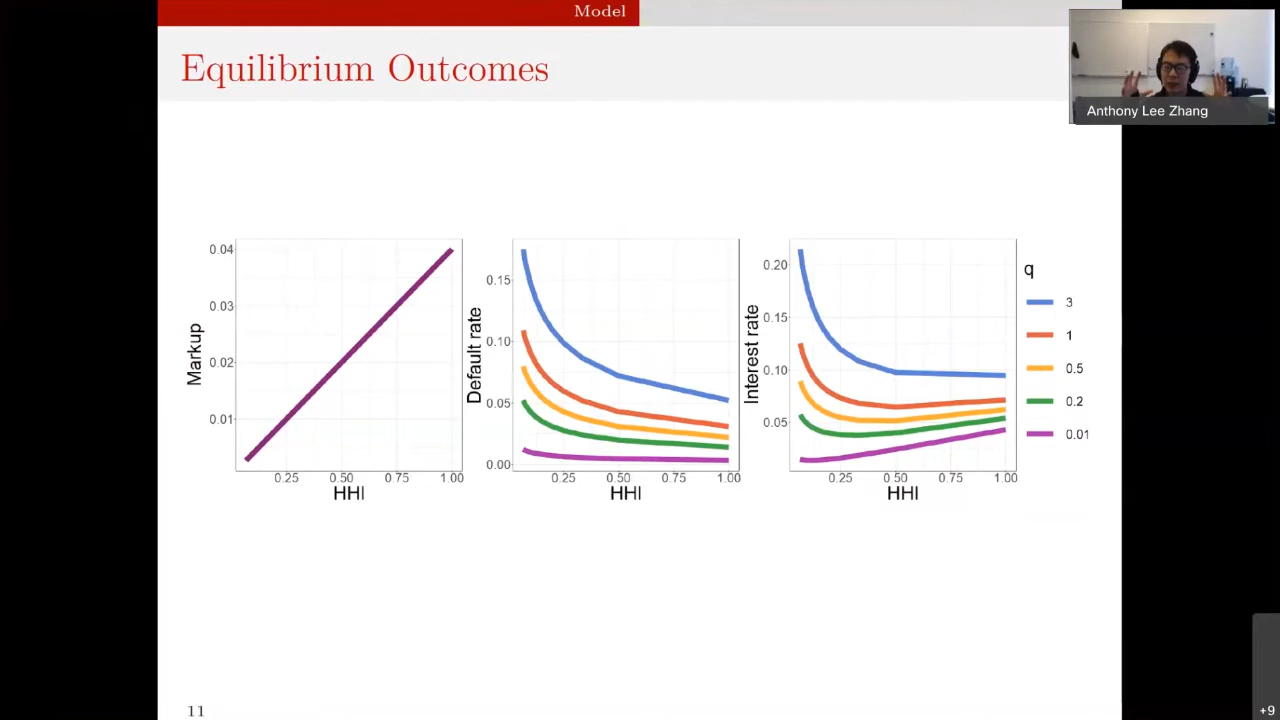 Model
Equilibrium Outcomes
Anthony Lee Zhang
Markup
0.04
0.03
0.02
0.01
0.25 0.50 0.75 1.00
HHI
Default rate
0.15
0.10
0.05
0.00
0.25 0.50 0.75 1.00
HHI
Interest rate
0.20
0.15
0.10
0.05
0.25 0.50 0.75 1.00
HHI
q
3
1
0.5
0.2
0.01
11
+9